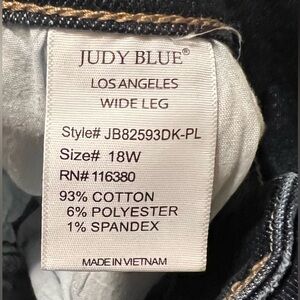 JUDY BLUE®
LOS ANGELES
WIDE LEG
Style# JB82593DK-PL
Size# 18W
RN# 116380
93% COTTON
6% POLYESTER
1% SPANDEX
MADE IN VIETNAM